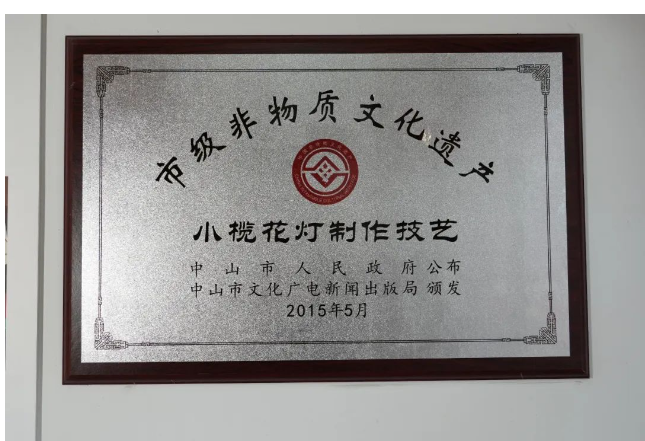 市级非物质文化遗产
小榄花灯制作技艺
中山市人民政府公布
中山市文化广电新闻出版局颁发
2015年5月